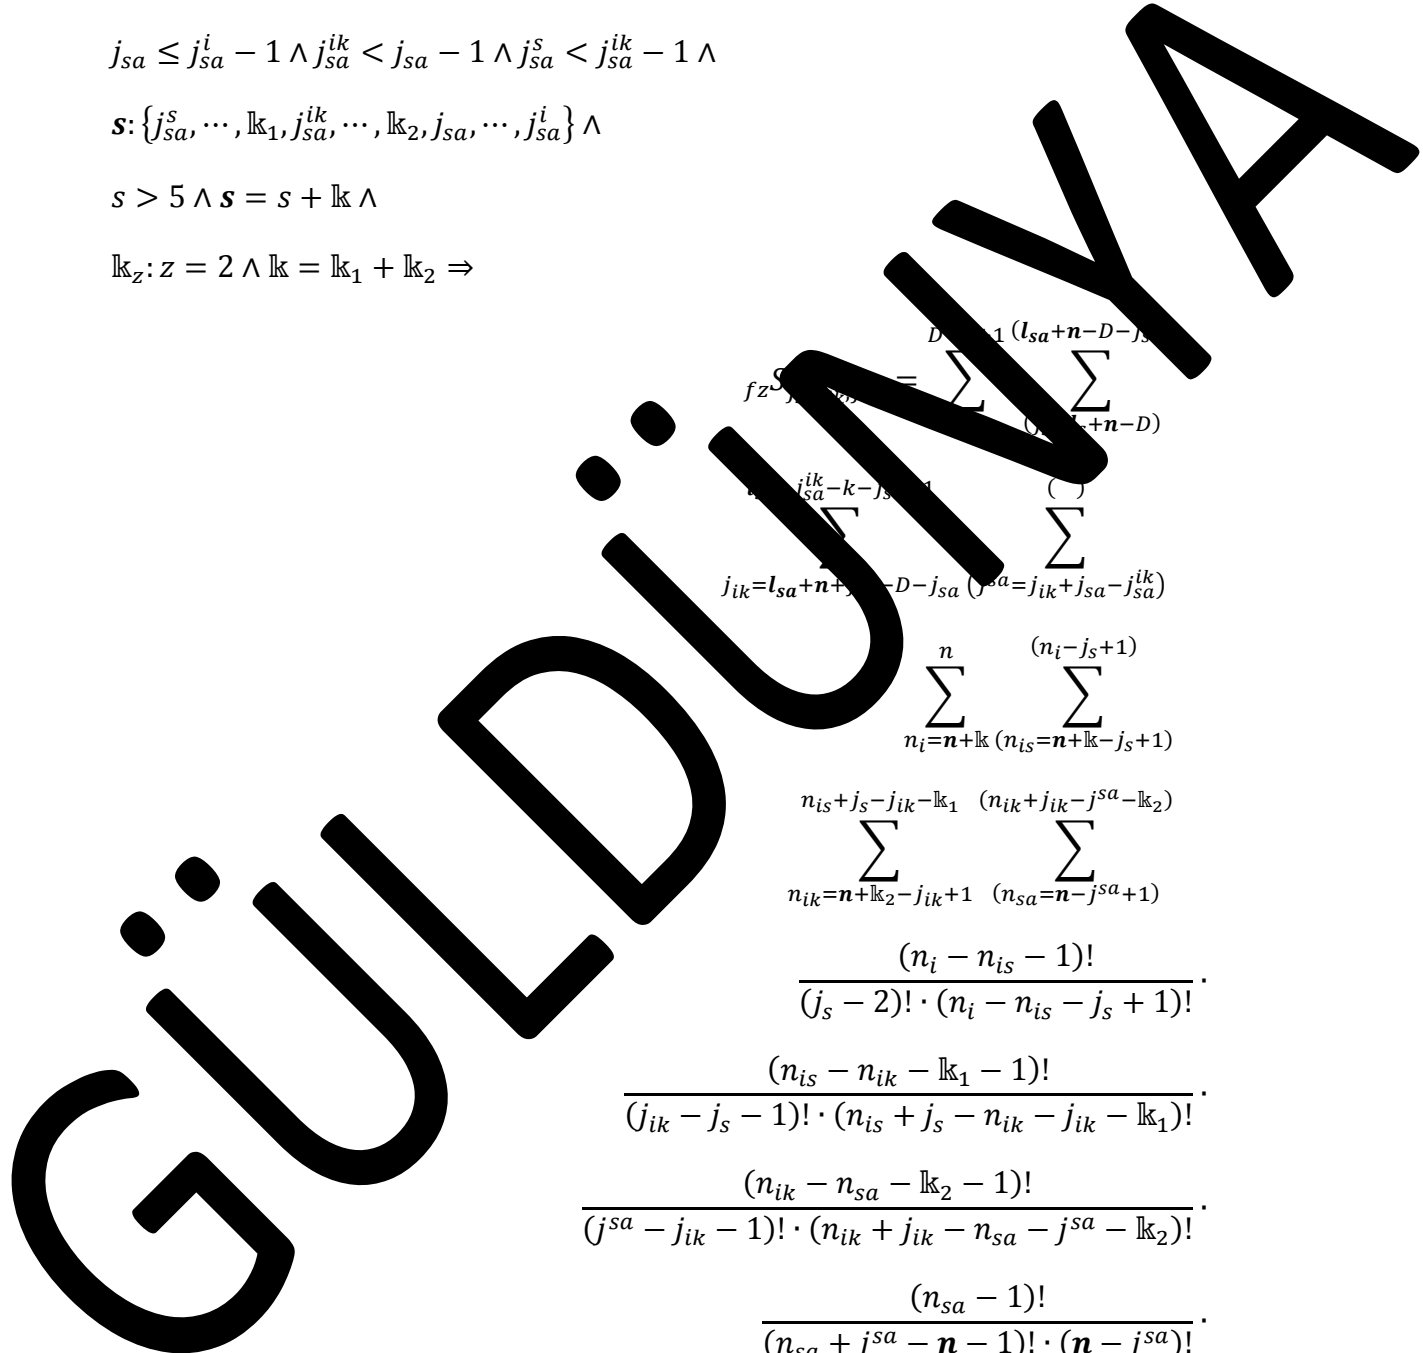 j_{sa} ≤ j_{sa}^{i} − 1 ∧ j_{sa}^{ik} < j_{sa} − 1 ∧ j_{sa}^{s} < j_{sa}^{ik} − 1 ∧
s: {j_{sa}^{s}, ⋯, 𝕜_1, j_{sa}^{ik}, ⋯, 𝕜_2, j_{sa}, ⋯, j_{sa}^{i}} ∧
s > 5 ∧ s = s + 𝕜 ∧
𝕜_z: z = 2 ∧ 𝕜 = 𝕜_1 + 𝕜_2 ⇒
(l_{sa}+n−D−j
_{fz}S = ∑ ∑
+n−D)
j_{sa}^{ik}−k−j ( )
∑ ∑
j_{ik}=l_{sa}+n+ −D−j_{sa} (j^{sa}=j_{ik}+j_{sa}−j_{sa}^{ik})
n (n_i−j_s+1)
∑ ∑
n_i=n+𝕜 (n_{is}=n+𝕜−j_s+1)
n_{is}+j_s−j_{ik}−𝕜_1 (n_{ik}+j_{ik}−j^{sa}−𝕜_2)
∑ ∑
n_{ik}=n+𝕜_2−j_{ik}+1 (n_{sa}=n−j^{sa}+1)
(n_i − n_{is} − 1)!
(j_s − 2)! · (n_i − n_{is} − j_s + 1)! ·
(n_{is} − n_{ik} − 𝕜_1 − 1)!
(j_{ik} − j_s − 1)! · (n_{is} + j_s − n_{ik} − j_{ik} − 𝕜_1)! ·
(n_{ik} − n_{sa} − 𝕜_2 − 1)!
(j^{sa} − j_{ik} − 1)! · (n_{ik} + j_{ik} − n_{sa} − j^{sa} − 𝕜_2)! ·
(n_{sa} − 1)!
(n_{sa} + j^{sa} − n − 1)! · (n − j^{sa})! ·
GÜLDÜNYA